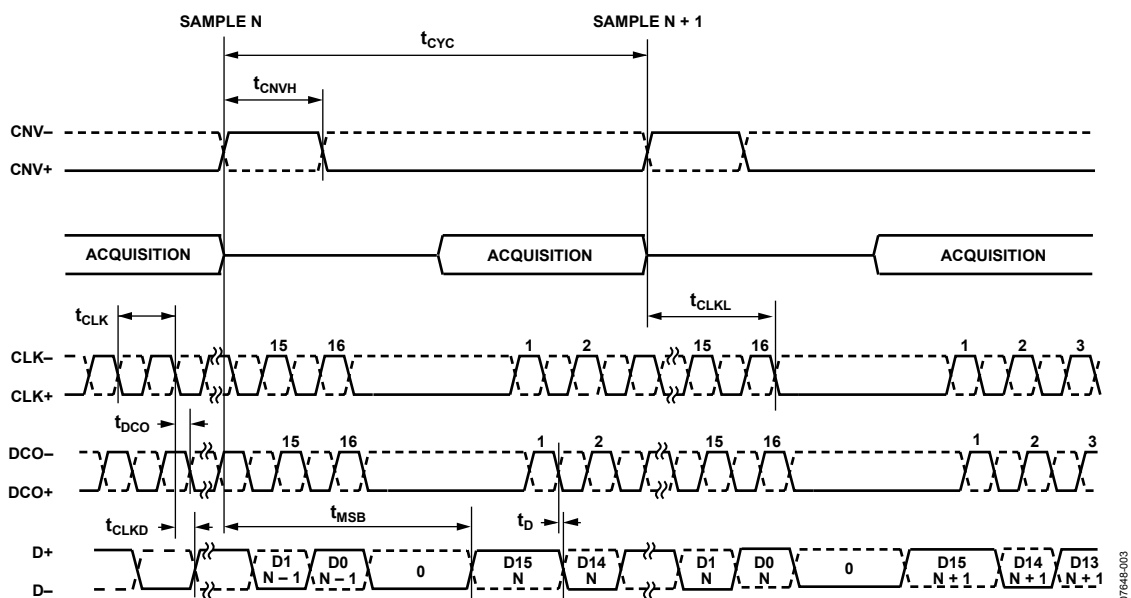 SAMPLE N SAMPLE N + 1
tCYC
tCNVH
CNV–
CNV+
ACQUISITION ACQUISITION ACQUISITION
tCLK tCLKL
CLK– 15 16 1 2 15 16 1 2 3
CLK+
tDCO
DCO– 15 16 1 2 15 16 1 2 3
DCO+
tCLKD tMSB tD
D+ D1 D0 0 D15 D14 D1 D0 0 D15 D14 D13
D– N – 1 N – 1 N N N N N + 1 N + 1 N + 1
07648-003